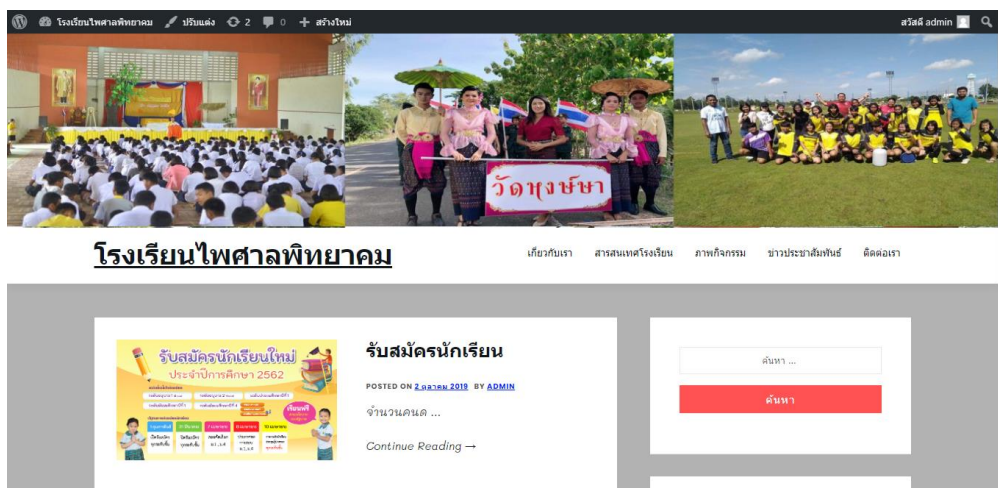 โรงเรียนไพศาลพิทยาคม ปรับแต่ง 2 0 + สร้างใหม่ สวัสดี admin
วัดหงษ์ษา
โรงเรียนไพศาลพิทยาคม
เกี่ยวกับเรา สารสนเทศโรงเรียน ภาพกิจกรรม ข่าวประชาสัมพันธ์ ติดต่อเรา
รับสมัครนักเรียนใหม่
ประจำปีการศึกษา 2562
เรียนฟรี
รับสมัครนักเรียน
POSTED ON 2 ตุลาคม 2019 BY ADMIN
จำนวนคนด ...
Continue Reading →
ค้นหา ...
ค้นหา